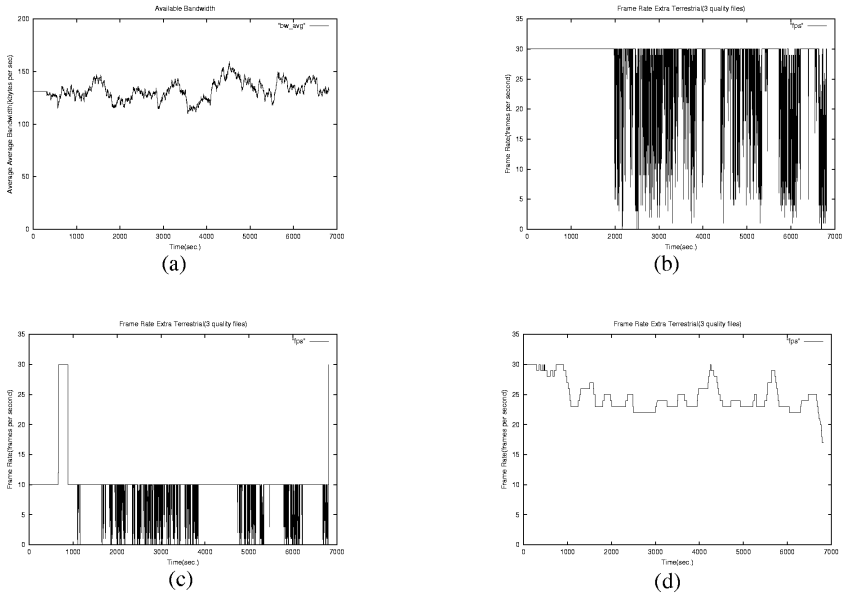 Available Bandwidth
200
"bw_avg"
150
100
50
0
Average Average Bandwidth(kbytes per sec)
0 1000 2000 3000 4000 5000 6000 7000
Time(sec.)
(a)
Frame Rate Extra Terrestrial(3 quality files)
35
"fps"
30
25
20
15
10
5
0
Frame Rate(frames per second)
0 1000 2000 3000 4000 5000 6000 7000
Time(sec.)
(b)
Frame Rate Extra Terrestrial(3 quality files)
35
"fps"
30
25
20
15
10
5
0
Frame Rate(frames per second)
0 1000 2000 3000 4000 5000 6000 7000
Time(sec.)
(c)
Frame Rate Extra Terrestrial(3 quality files)
35
"fps"
30
25
20
15
10
5
0
Frame Rate(frames per second)
0 1000 2000 3000 4000 5000 6000 7000
Time(sec.)
(d)